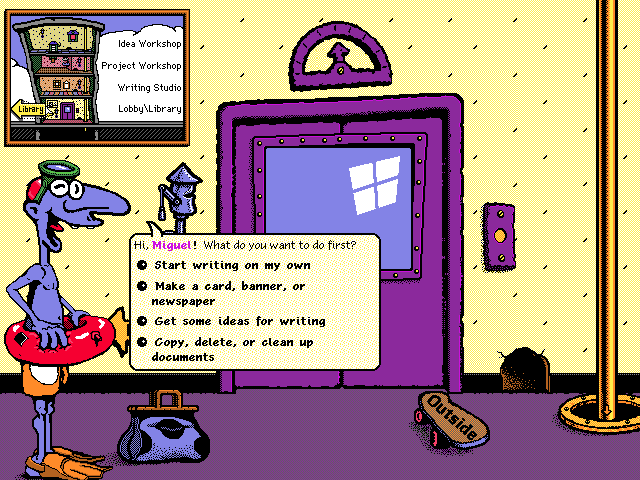 Idea Workshop
Project Workshop
Writing Studio
Library
Lobby\Library
Hi, Miguel! What do you want to do first?
Start writing on my own
Make a card, banner, or
newspaper
Get some ideas for writing
Copy, delete, or clean up
documents
Outside